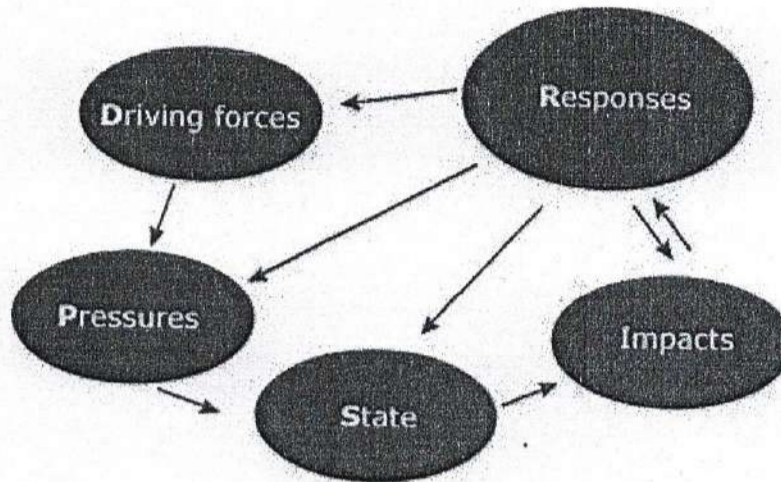 Driving forces
Responses
Pressures
Impacts
State